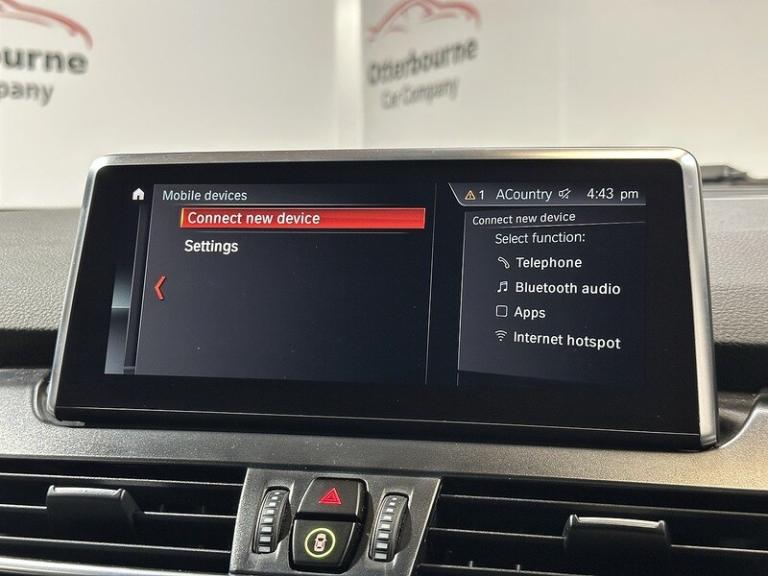 urne
pany
Otterbourne
Car Company
Mobile devices
Connect new device
Settings
1 ACountry 4:43 pm
Connect new device
Select function:
Telephone
Bluetooth audio
Apps
Internet hotspot